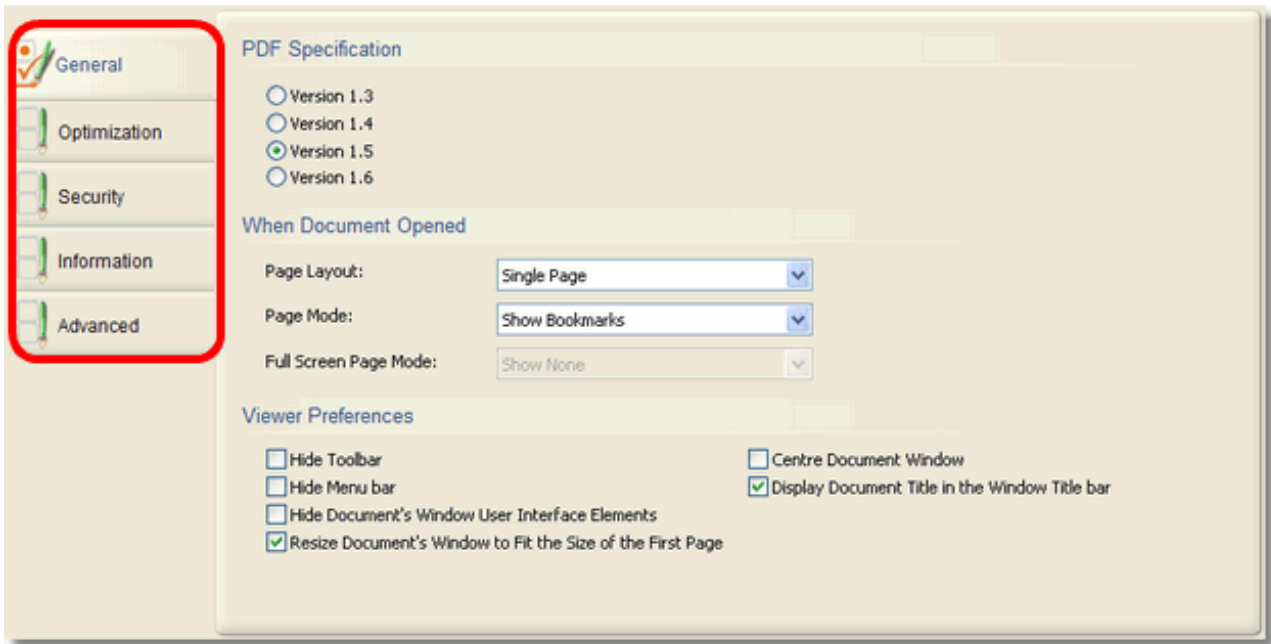 General
Optimization
Security
Information
Advanced
PDF Specification
Version 1.3
Version 1.4
Version 1.5
Version 1.6
When Document Opened
Page Layout: Single Page
Page Mode: Show Bookmarks
Full Screen Page Mode: Show None
Viewer Preferences
Hide Toolbar
Hide Menu bar
Hide Document's Window User Interface Elements
Resize Document's Window to Fit the Size of the First Page
Centre Document Window
Display Document Title in the Window Title bar